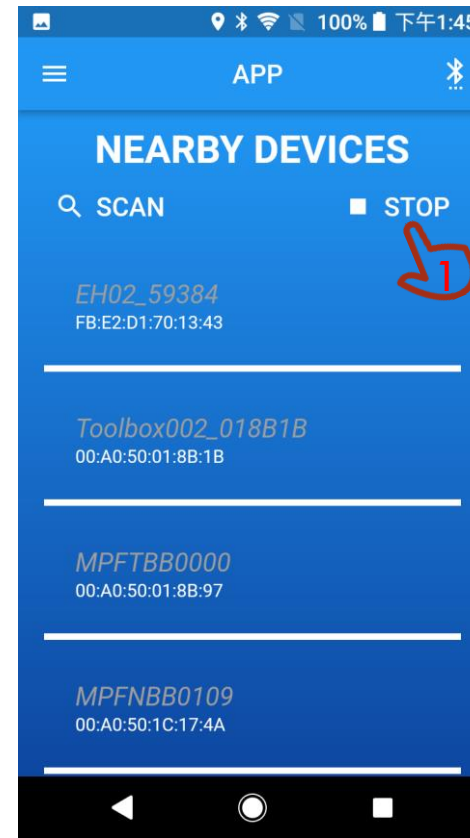 100% 下午1:45
APP
NEARBY DEVICES
SCAN STOP
1
EH02_59384
FB:E2:D1:70:13:43
Toolbox002_018B1B
00:A0:50:01:8B:1B
MPFTBB0000
00:A0:50:01:8B:97
MPFNBB0109
00:A0:50:1C:17:4A